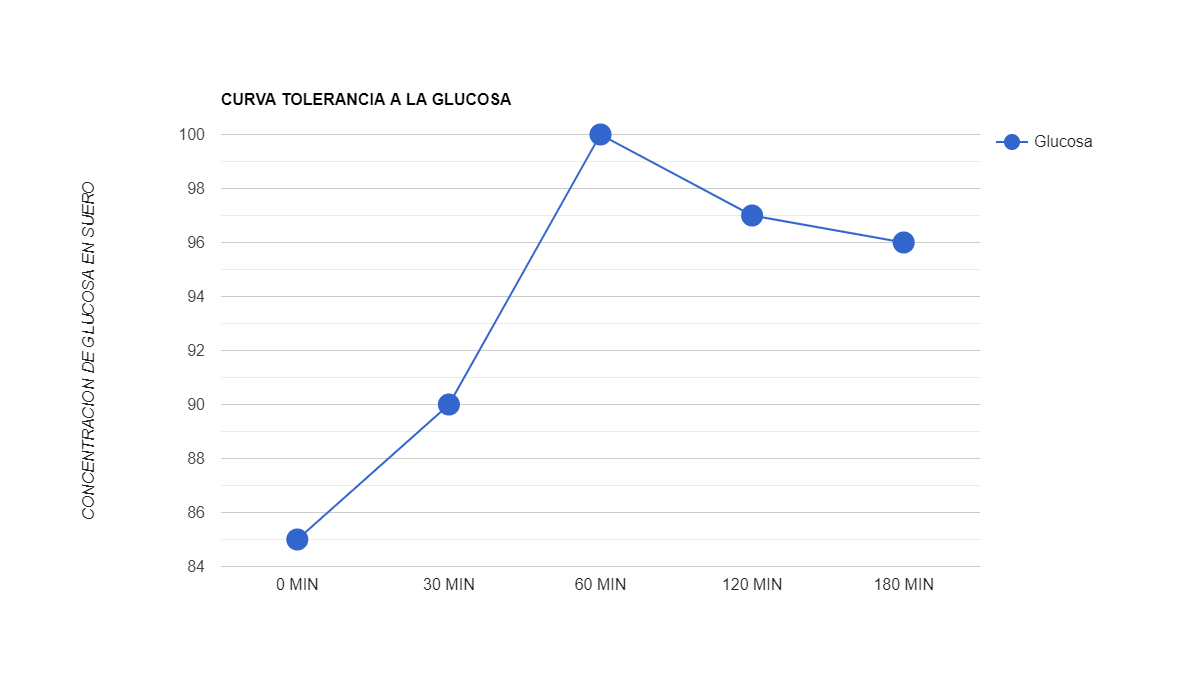 CURVA TOLERANCIA A LA GLUCOSA
100
98
96
94
92
90
88
86
84
CONCENTRACION DE GLUCOSA EN SUERO
0 MIN
30 MIN
60 MIN
120 MIN
180 MIN
Glucosa